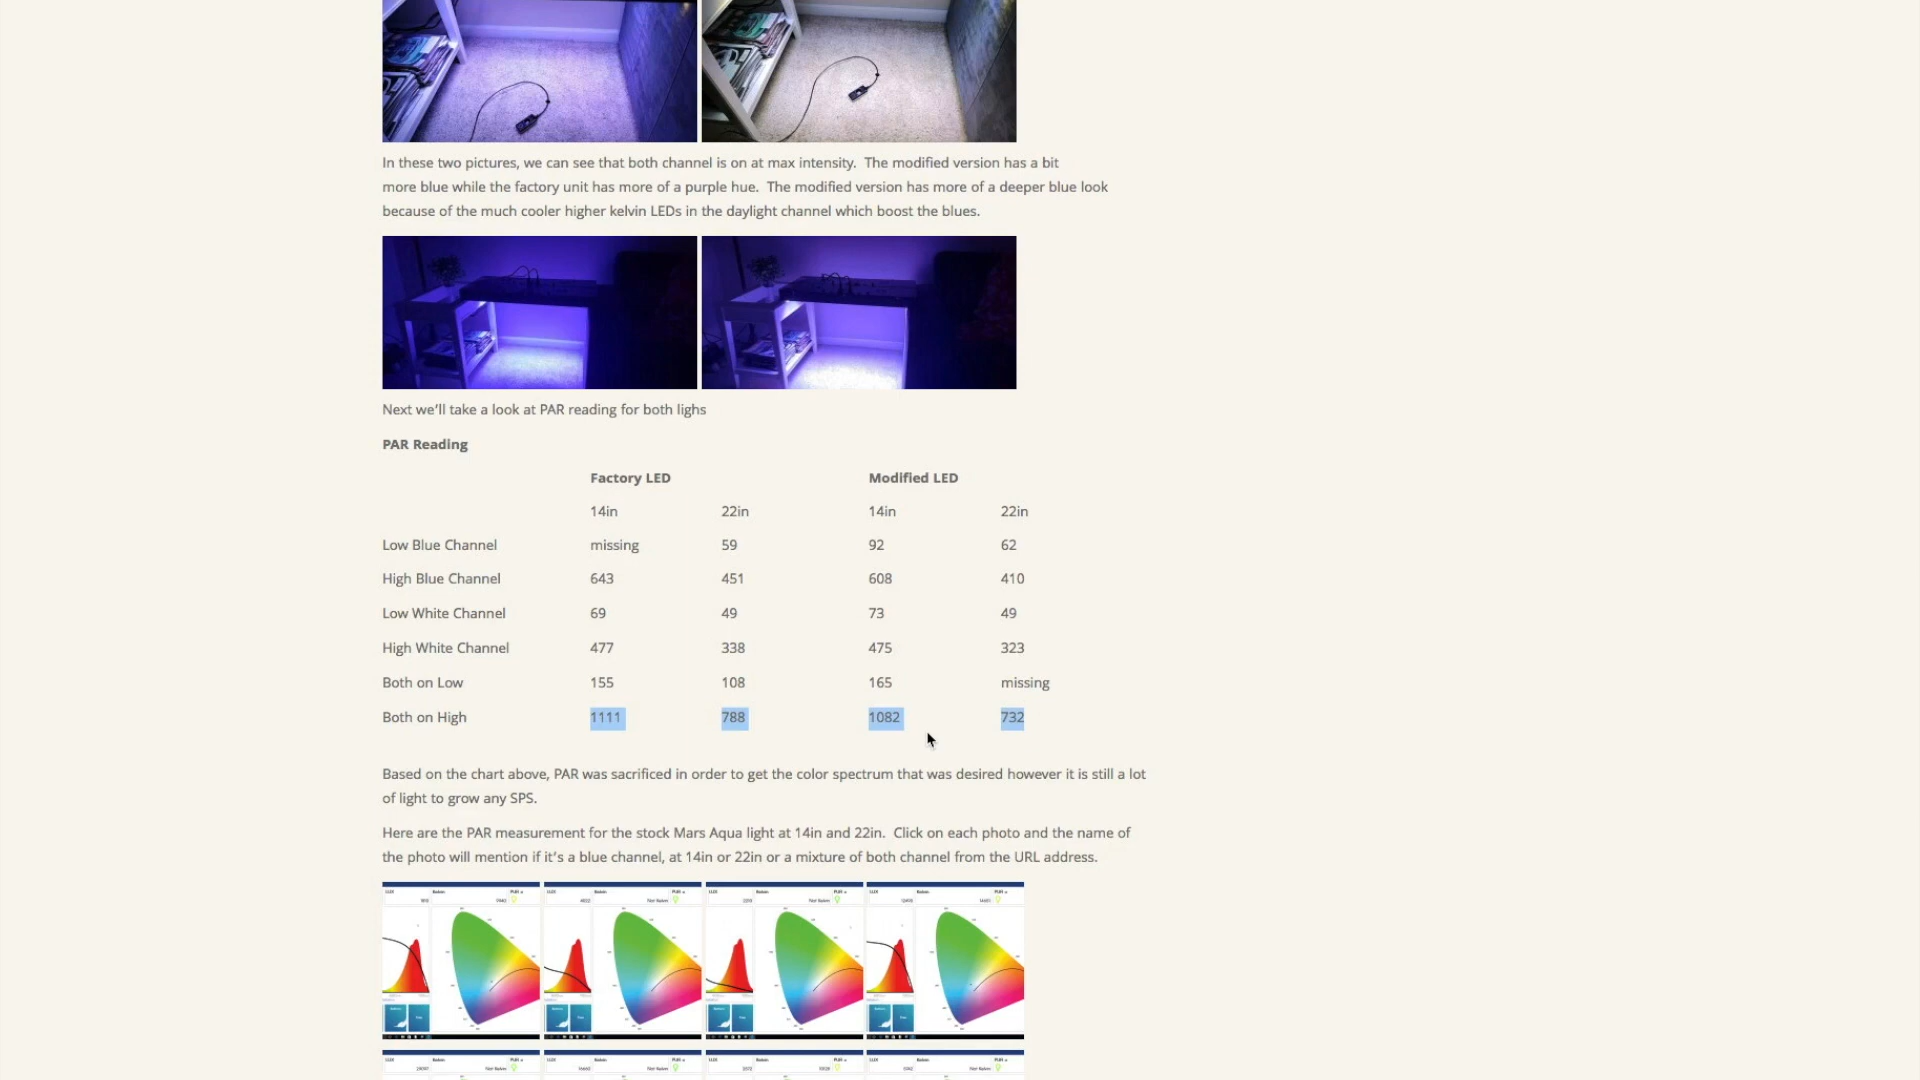 In these two pictures, we can see that both channel is on at max intensity.  The modified version has a bit
more blue while the factory unit has more of a purple hue.  The modified version has more of a deeper blue look
because of the much cooler higher kelvin LEDs in the daylight channel which boost the blues.
Next we'll take a look at PAR reading for both lighs
PAR Reading
Factory LED Modified LED
14in 22in 14in 22in
Low Blue Channel missing 59 92 62
High Blue Channel 643 451 608 410
Low White Channel 69 49 73 49
High White Channel 477 338 475 323
Both on Low 155 108 165 missing
Both on High 1111 788 1082 732
Based on the chart above, PAR was sacrificed in order to get the color spectrum that was desired however it is still a lot
of light to grow any SPS.
Here are the PAR measurement for the stock Mars Aqua light at 14in and 22in.  Click on each photo and the name of
the photo will mention if it's a blue channel, at 14in or 22in or a mixture of both channel from the URL address.